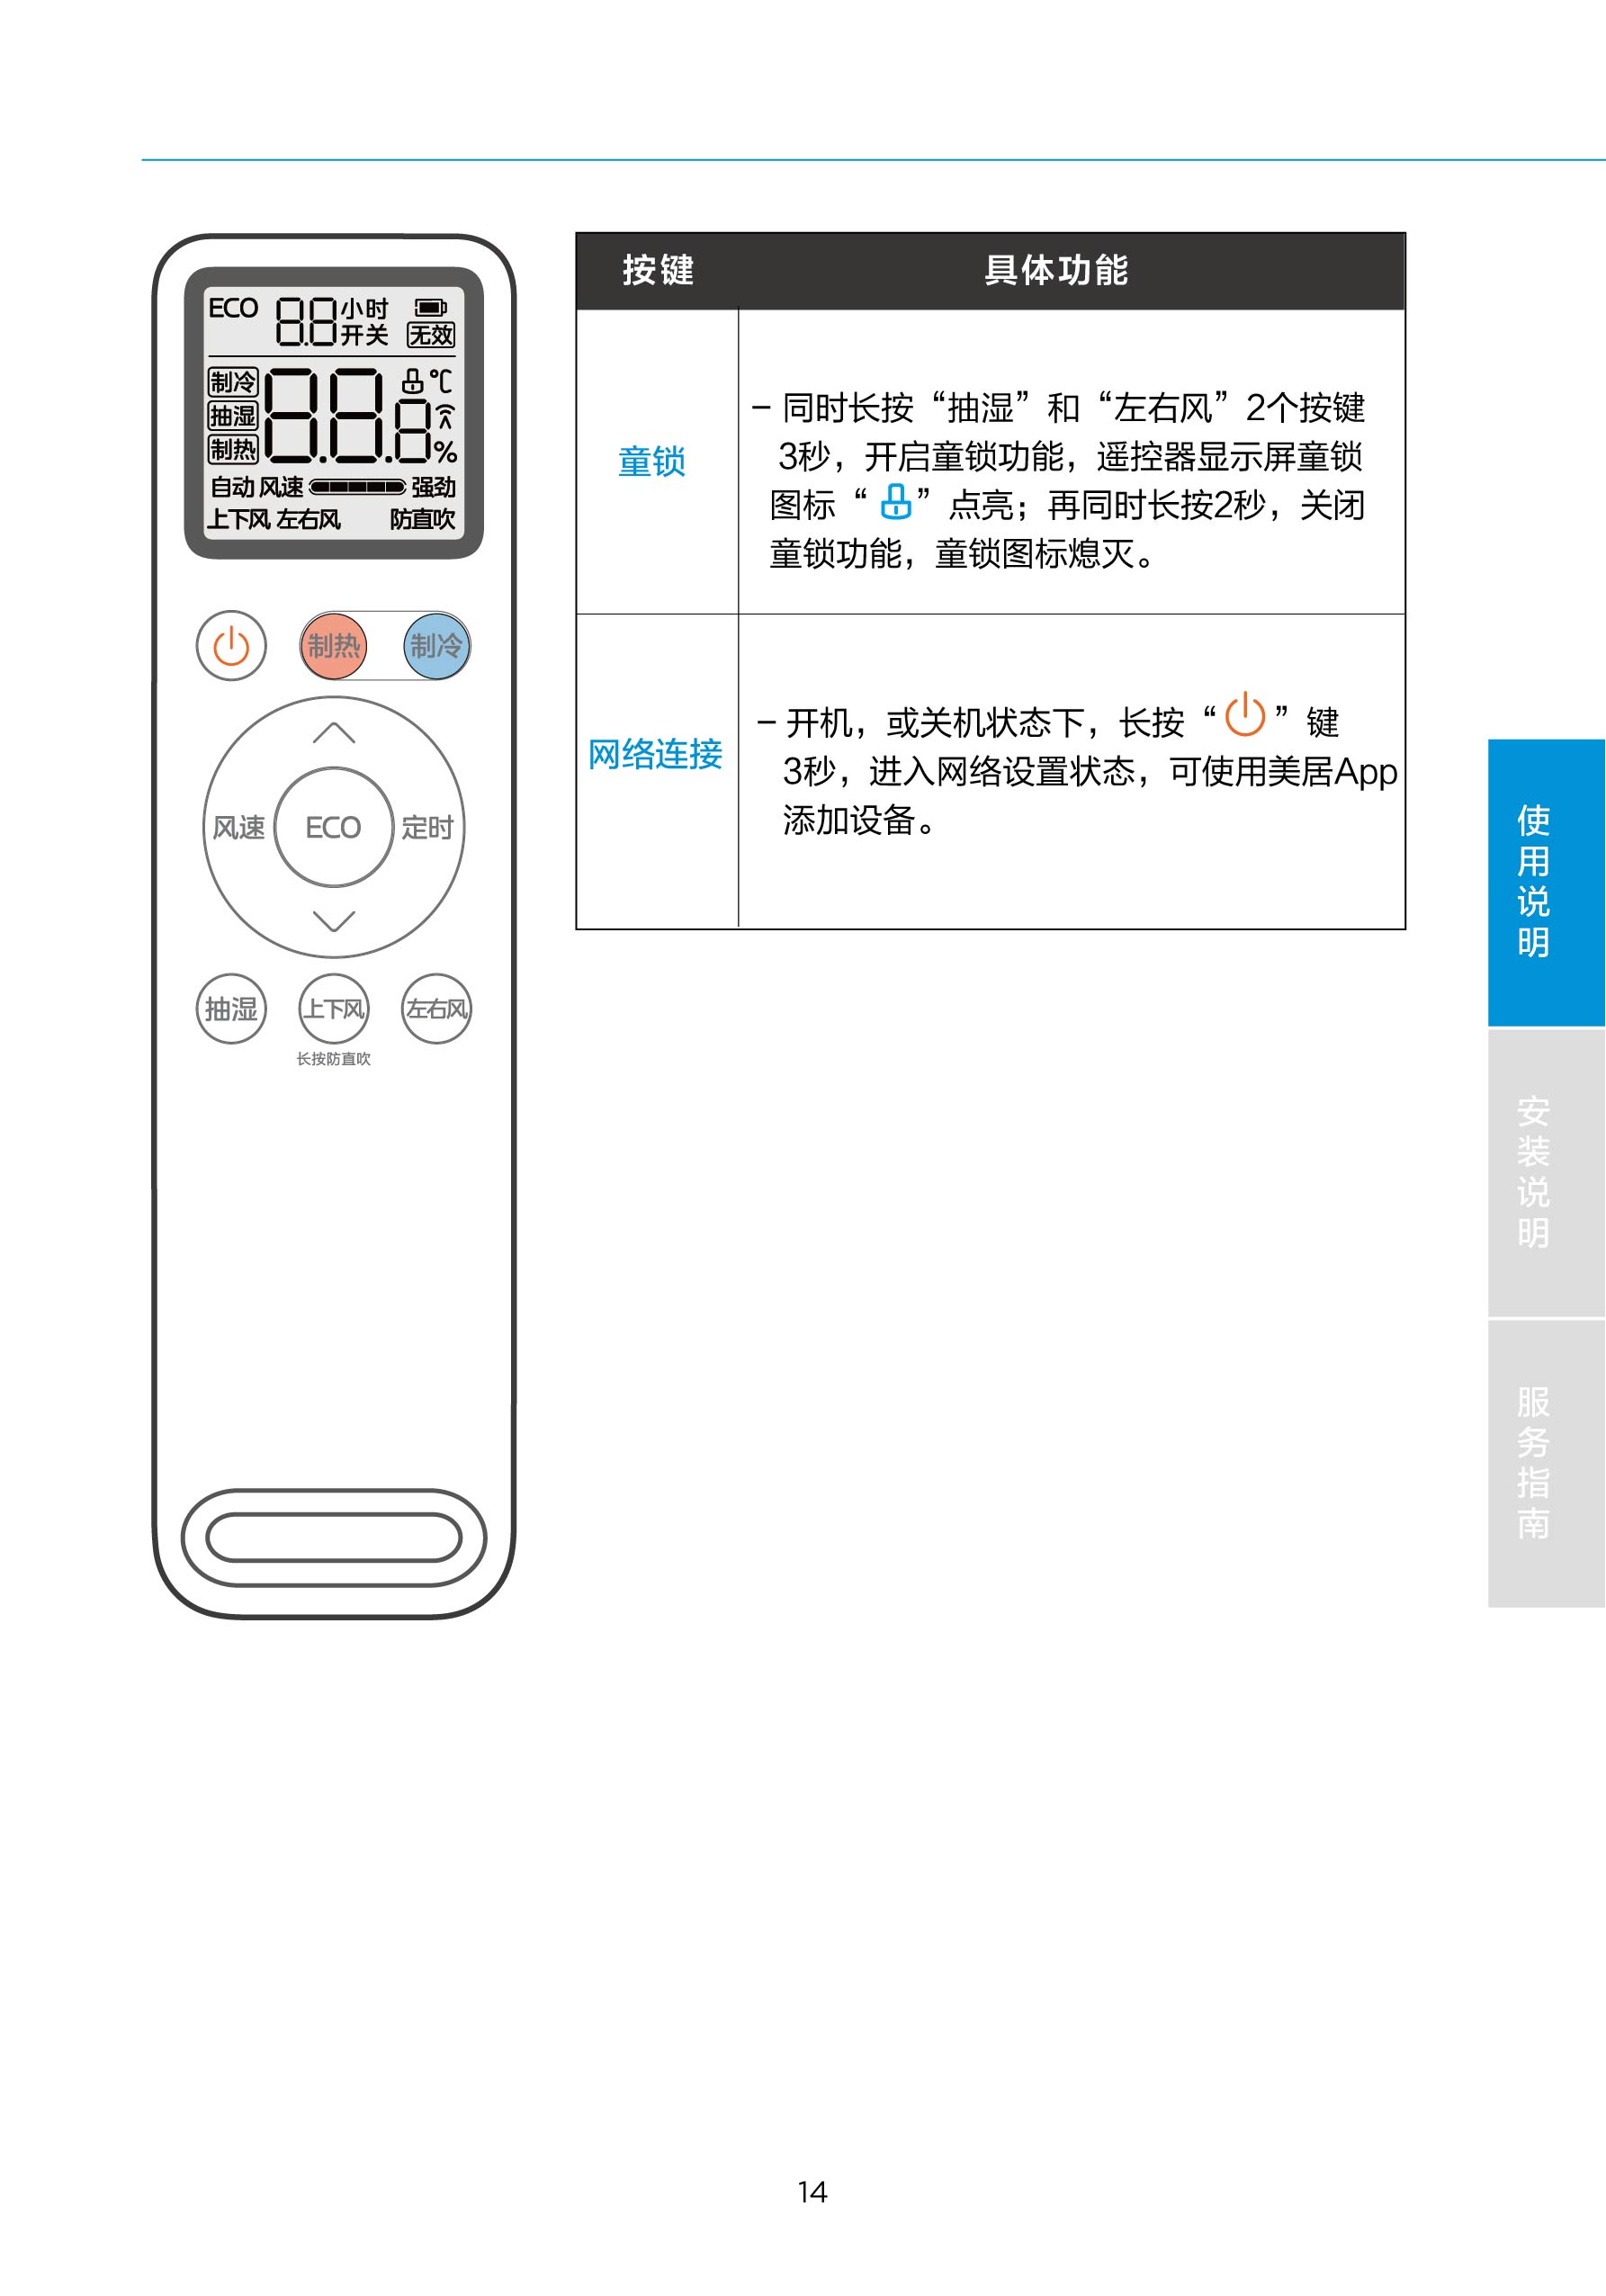 ECO 88 小时
开关 无效
制冷 88.8 ℃
抽湿
制热 %
自动 风速 强劲
上下风 左右风 防直吹
制热 制冷
风速 ECO 定时
抽湿 上下风 左右风
长按防直吹
按键 具体功能
童锁
- 同时长按“抽湿”和“左右风”2个按键
3秒，开启童锁功能，遥控器显示屏童锁
图标“ ”点亮；再同时长按2秒，关闭
童锁功能，童锁图标熄灭。
网络连接
- 开机，或关机状态下，长按“ ”键
3秒，进入网络设置状态，可使用美居App
添加设备。
使用说明
安装说明
服务指南
14